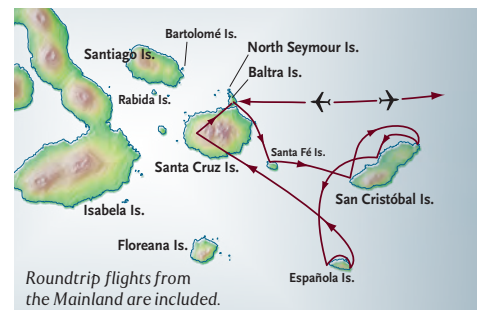 Bartolomé Is.
Santiago Is.
North Seymour Is.
Baltra Is.
Rabida Is.
Santa Fé Is.
Santa Cruz Is.
San Cristóbal Is.
Isabela Is.
Floreana Is.
Española Is.
Roundtrip flights from
the Mainland are included.